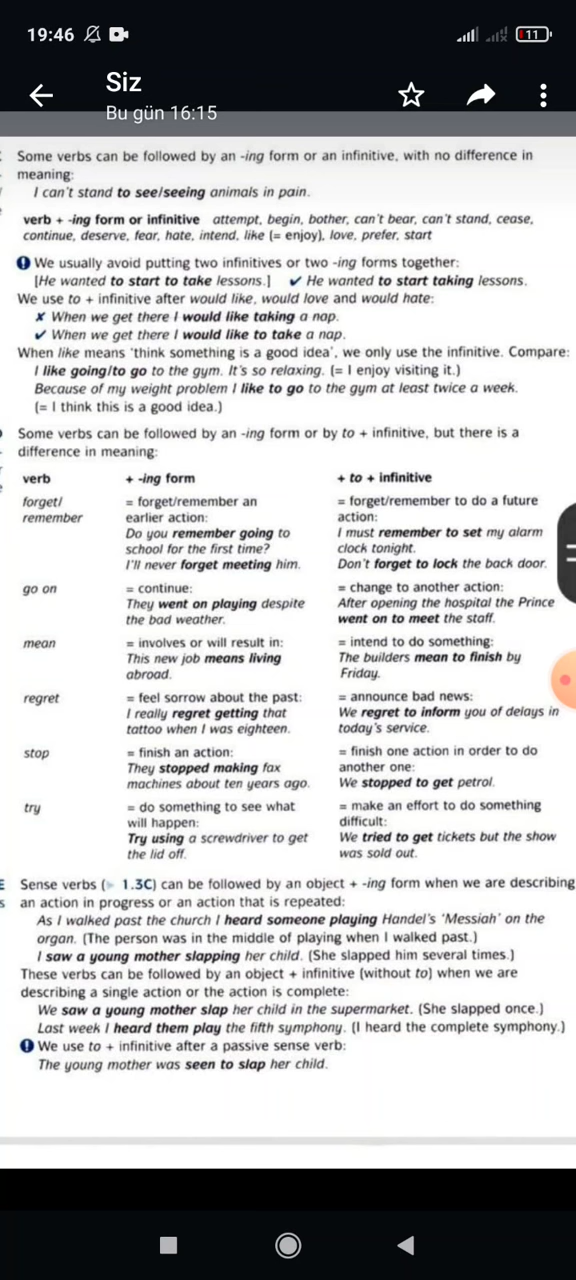 19:46
11
Siz
Bu gün 16:15
Some verbs can be followed by an -ing form or an infinitive, with no difference in
meaning:
I can't stand to see/seeing animals in pain.
verb + -ing form or infinitive attempt, begin, bother, can't bear, can't stand, cease,
continue, deserve, fear, hate, intend, like (= enjoy), love, prefer, start
! We usually avoid putting two infinitives or two -ing forms together:
[He wanted to start to take lessons.] ✔ He wanted to start taking lessons.
We use to + infinitive after would like, would love and would hate:
✗ When we get there I would like taking a nap.
✔ When we get there I would like to take a nap.
When like means 'think something is a good idea', we only use the infinitive. Compare:
I like going/to go to the gym. It's so relaxing. (= I enjoy visiting it.)
Because of my weight problem I like to go to the gym at least twice a week.
(= I think this is a good idea.)
Some verbs can be followed by an -ing form or by to + infinitive, but there is a
difference in meaning:
verb + -ing form + to + infinitive
forget/ = forget/remember an = forget/remember to do a future
remember earlier action: action:
Do you remember going to I must remember to set my alarm
school for the first time? clock tonight.
I'll never forget meeting him. Don't forget to lock the back door.
go on = continue: = change to another action:
They went on playing despite After opening the hospital the Prince
the bad weather. went on to meet the staff.
mean = involves or will result in: = intend to do something:
This new job means living The builders mean to finish by
abroad. Friday.
regret = feel sorrow about the past: = announce bad news:
I really regret getting that We regret to inform you of delays in
tattoo when I was eighteen. today's service.
stop = finish an action: = finish one action in order to do
They stopped making fax another one:
machines about ten years ago. We stopped to get petrol.
try = do something to see what = make an effort to do something
will happen: difficult:
Try using a screwdriver to get We tried to get tickets but the show
the lid off. was sold out.
E Sense verbs (▶ 1.3C) can be followed by an object + -ing form when we are describing
s an action in progress or an action that is repeated:
As I walked past the church I heard someone playing Handel's 'Messiah' on the
organ. (The person was in the middle of playing when I walked past.)
I saw a young mother slapping her child. (She slapped him several times.)
These verbs can be followed by an object + infinitive (without to) when we are
describing a single action or the action is complete:
We saw a young mother slap her child in the supermarket. (She slapped once.)
Last week I heard them play the fifth symphony. (I heard the complete symphony.)
! We use to + infinitive after a passive sense verb:
The young mother was seen to slap her child.